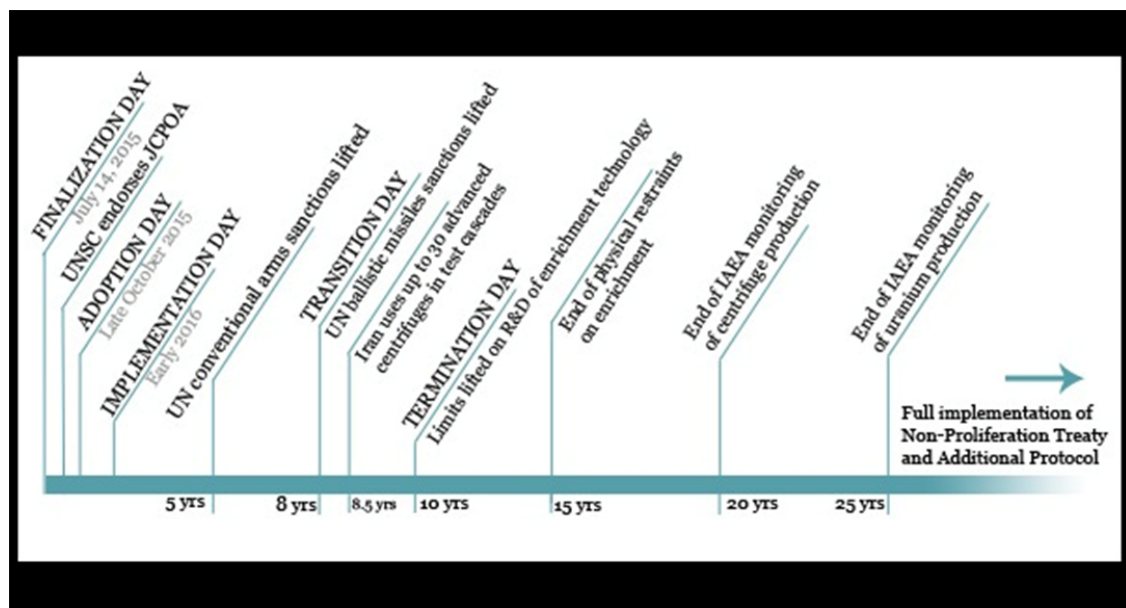 FINALIZATION DAY
July 14, 2015
UNSC endorses JCPOA
ADOPTION DAY
Late October 2015
IMPLEMENTATION DAY
Early 2016
UN conventional arms sanctions lifted
TRANSITION DAY
UN ballistic missiles sanctions lifted
Iran uses up to 30 advanced
centrifuges in test cascades
TERMINATION DAY
Limits lifted on R&D of enrichment technology
End of physical restraints
on enrichment
End of IAEA monitoring
of centrifuge production
End of IAEA monitoring
of uranium production
Full implementation of
Non-Proliferation Treaty
and Additional Protocol
5 yrs
8 yrs
8.5 yrs
10 yrs
15 yrs
20 yrs
25 yrs